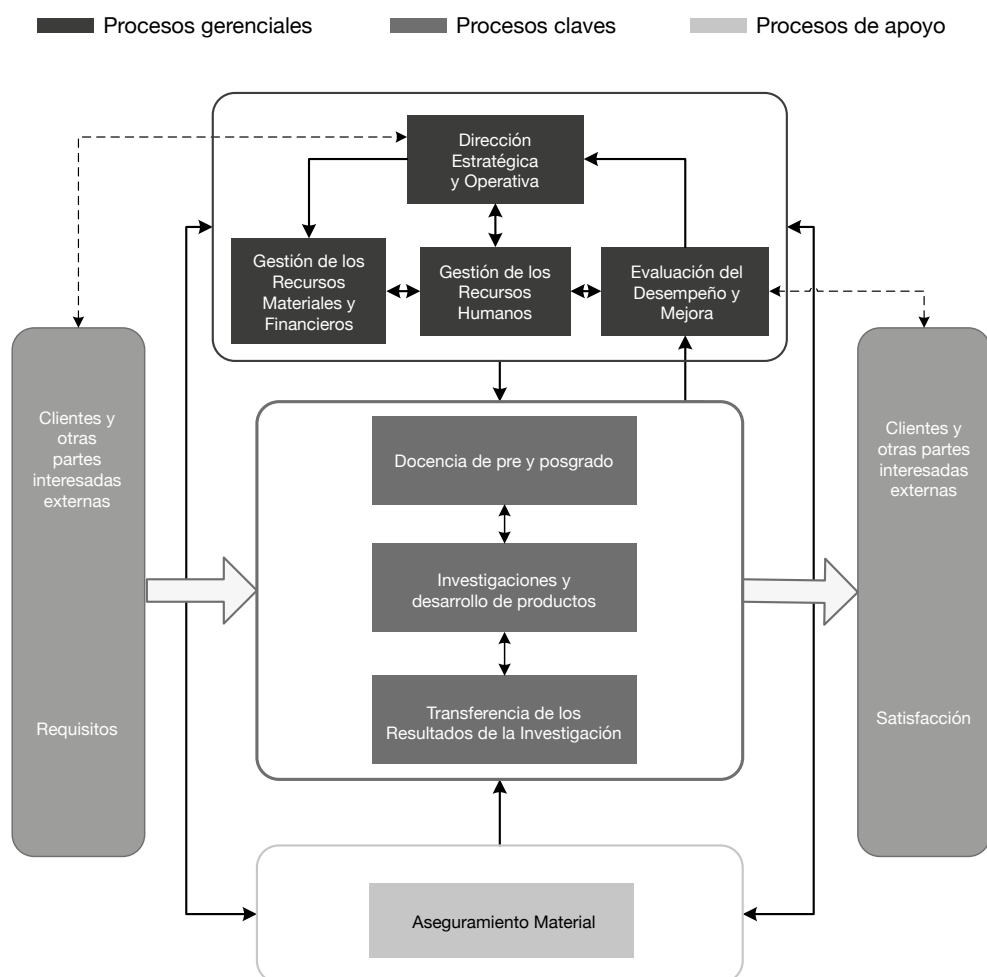 Procesos gerenciales
Procesos claves
Procesos de apoyo
Dirección
Estratégica
y Operativa
Gestión de los
Recursos
Materiales y
Financieros
Gestión de los
Recursos
Humanos
Evaluación del
Desempeño y
Mejora
Clientes y
otras
partes
interesadas
externas
Requisitos
Docencia de pre y posgrado
Investigaciones y
desarrollo de productos
Transferencia de los
Resultados de la Investigación
Clientes y
otras partes
interesadas
externas
Satisfacción
Aseguramiento Material